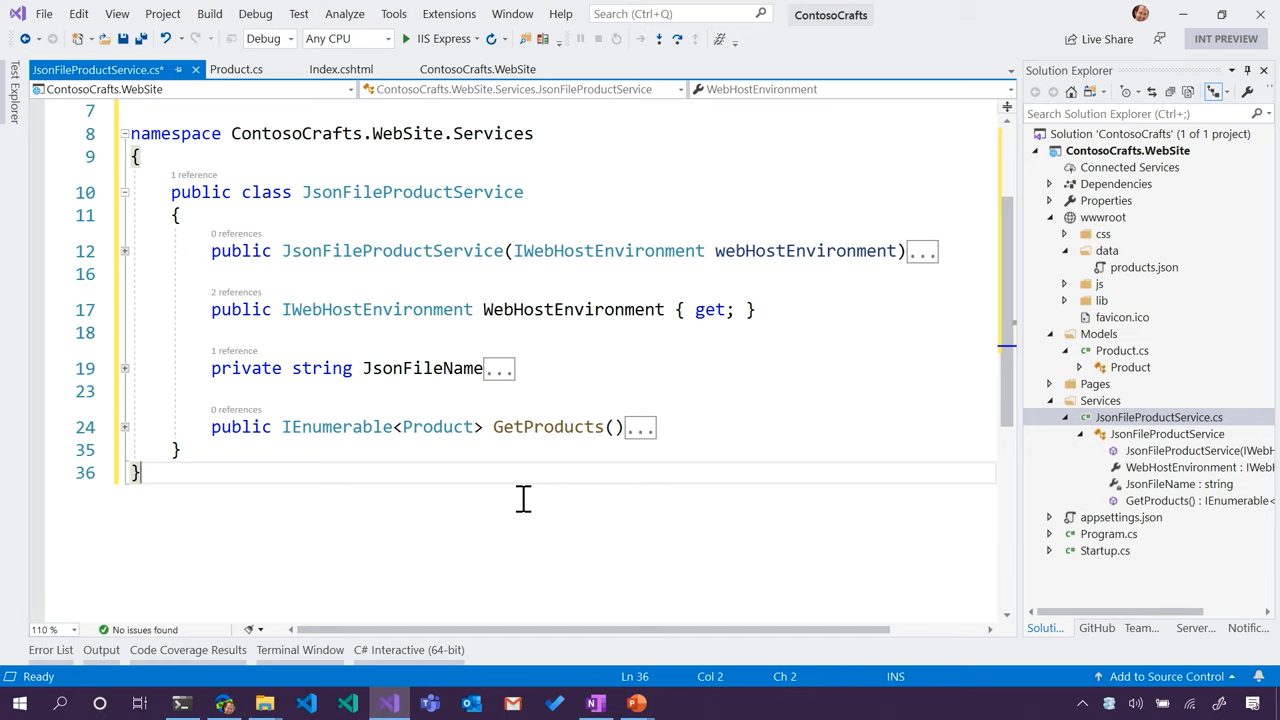 File Edit View Project Build Debug Test Analyze Tools Extensions Window Help Search (Ctrl+Q) ContosoCrafts
Debug Any CPU IIS Express Live Share INT PREVIEW
JsonFileProductService.cs* Product.cs Index.cshtml ContosoCrafts.WebSite
ContosoCrafts.WebSite ContosoCrafts.WebSite.Services.JsonFileProductService WebHostEnvironment
Test Explorer
7
8 namespace ContosoCrafts.WebSite.Services
9 {
1 reference
10 public class JsonFileProductService
11 {
0 references
12 public JsonFileProductService(IWebHostEnvironment webHostEnvironment)...
16
2 references
17 public IWebHostEnvironment WebHostEnvironment { get; }
18
1 reference
19 private string JsonFileName...
23
0 references
24 public IEnumerable<Product> GetProducts()...
35 }
36 }
110 % No issues found
Solution Explorer
Search Solution Explorer (Ctrl+;)
Solution 'ContosoCrafts' (1 of 1 project)
ContosoCrafts.WebSite
Connected Services
Dependencies
Properties
wwwroot
css
data
products.json
js
lib
favicon.ico
Models
Product.cs
Product
Pages
Services
JsonFileProductService.cs
JsonFileProductService
JsonFileProductService(IWebH
WebHostEnvironment : IWebH
JsonFileName : string
GetProducts() : IEnumerable<
appsettings.json
Program.cs
Startup.cs
Soluti... GitHub Team... Server... Notific...
Error List Output Code Coverage Results Terminal Window C# Interactive (64-bit)
Ready Ln 36 Col 2 Ch 2 INS Add to Source Control